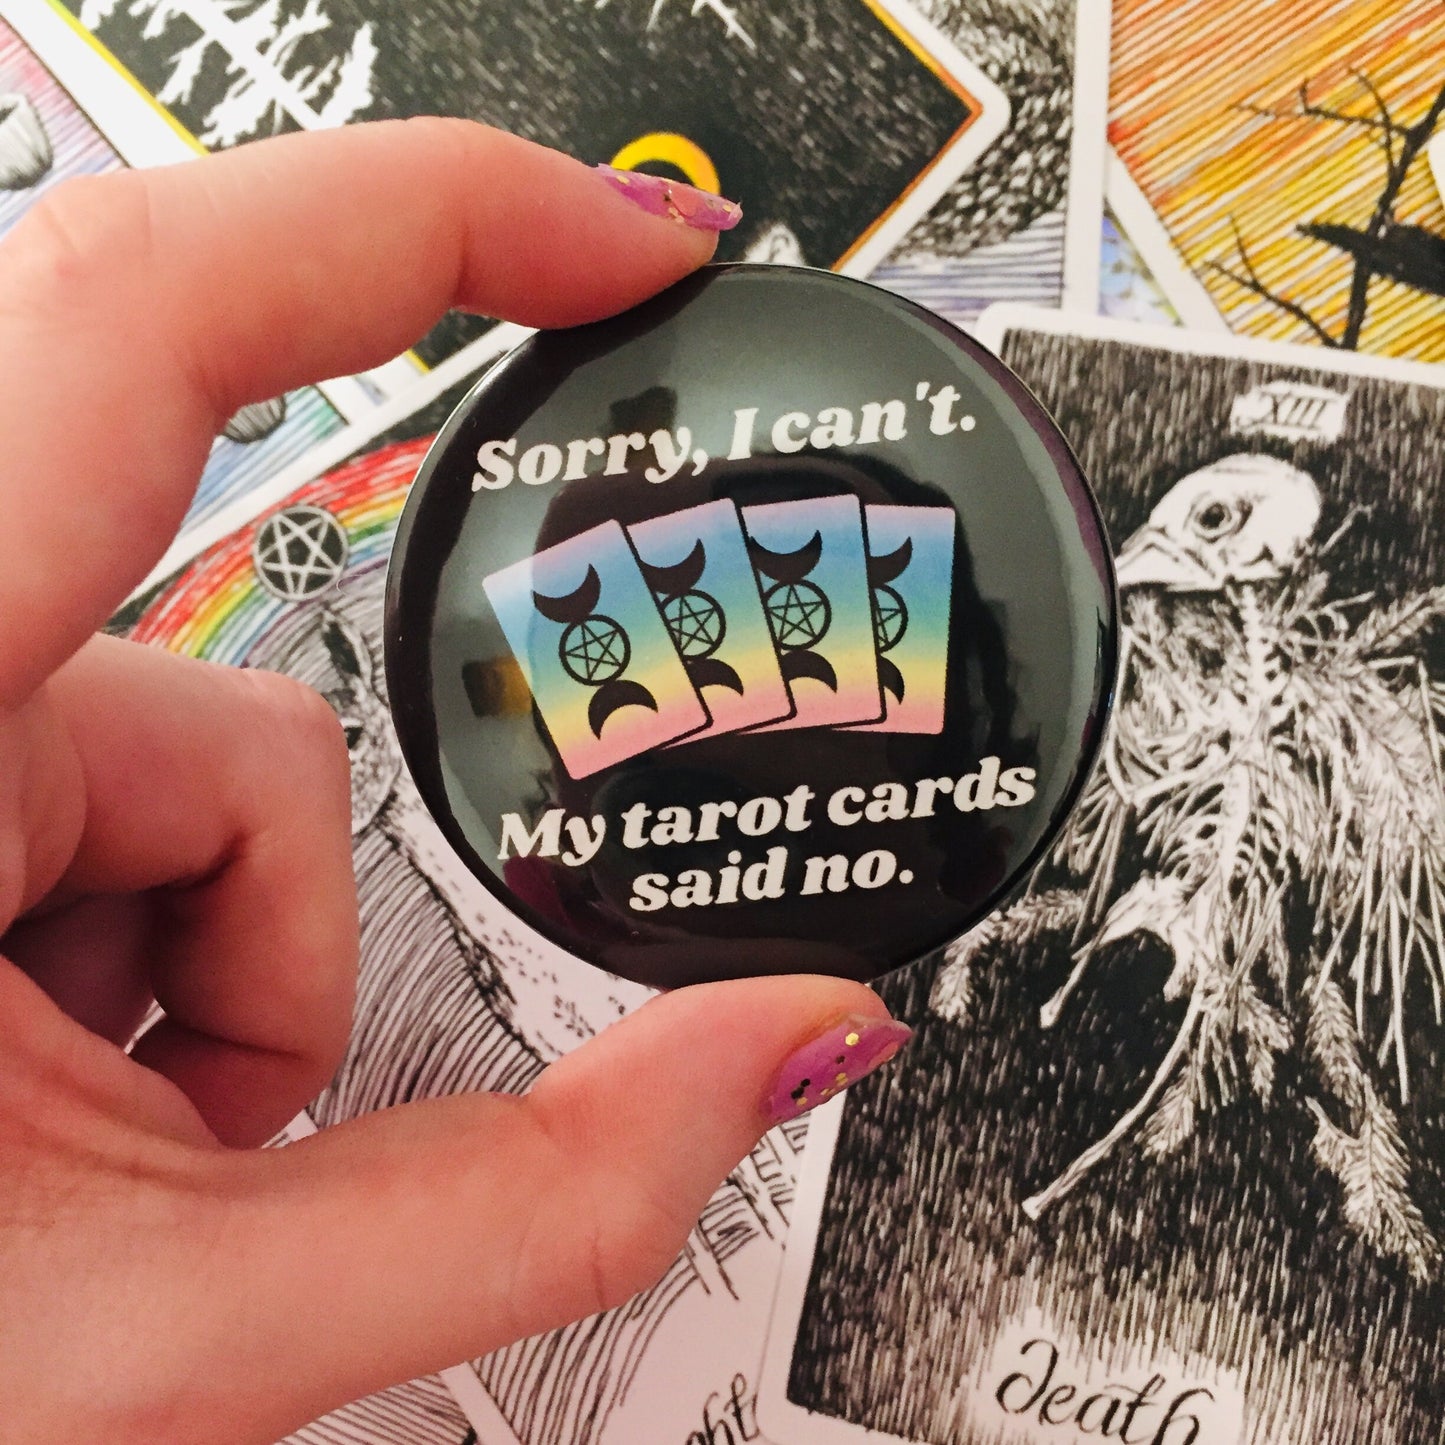 Sorry, I can't.
My tarot cards
said no.
XIII
death